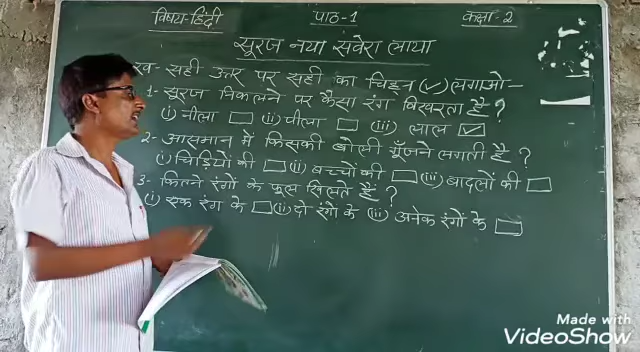 विषय-हिंदी पाठ-1 कक्षा-2
सूरज नया सवेरा लाया
ख- सही उत्तर पर सही का चिह्न (✓) लगाओ-
1- सूरज निकलने पर कैसा रंग बिखरता है?
(i) नीला □ (ii) पीला □ (iii) लाल ☑
2- आसमान में किसकी बोली गूँजने लगती है?
(i) चिड़ियों की □ (ii) बच्चों की □ (iii) बादलों की □
3- कितने रंगों के फूल खिलते हैं?
(i) एक रंग के □ (ii) दो रंगों के (iii) अनेक रंगों के □
Made with
VideoShow